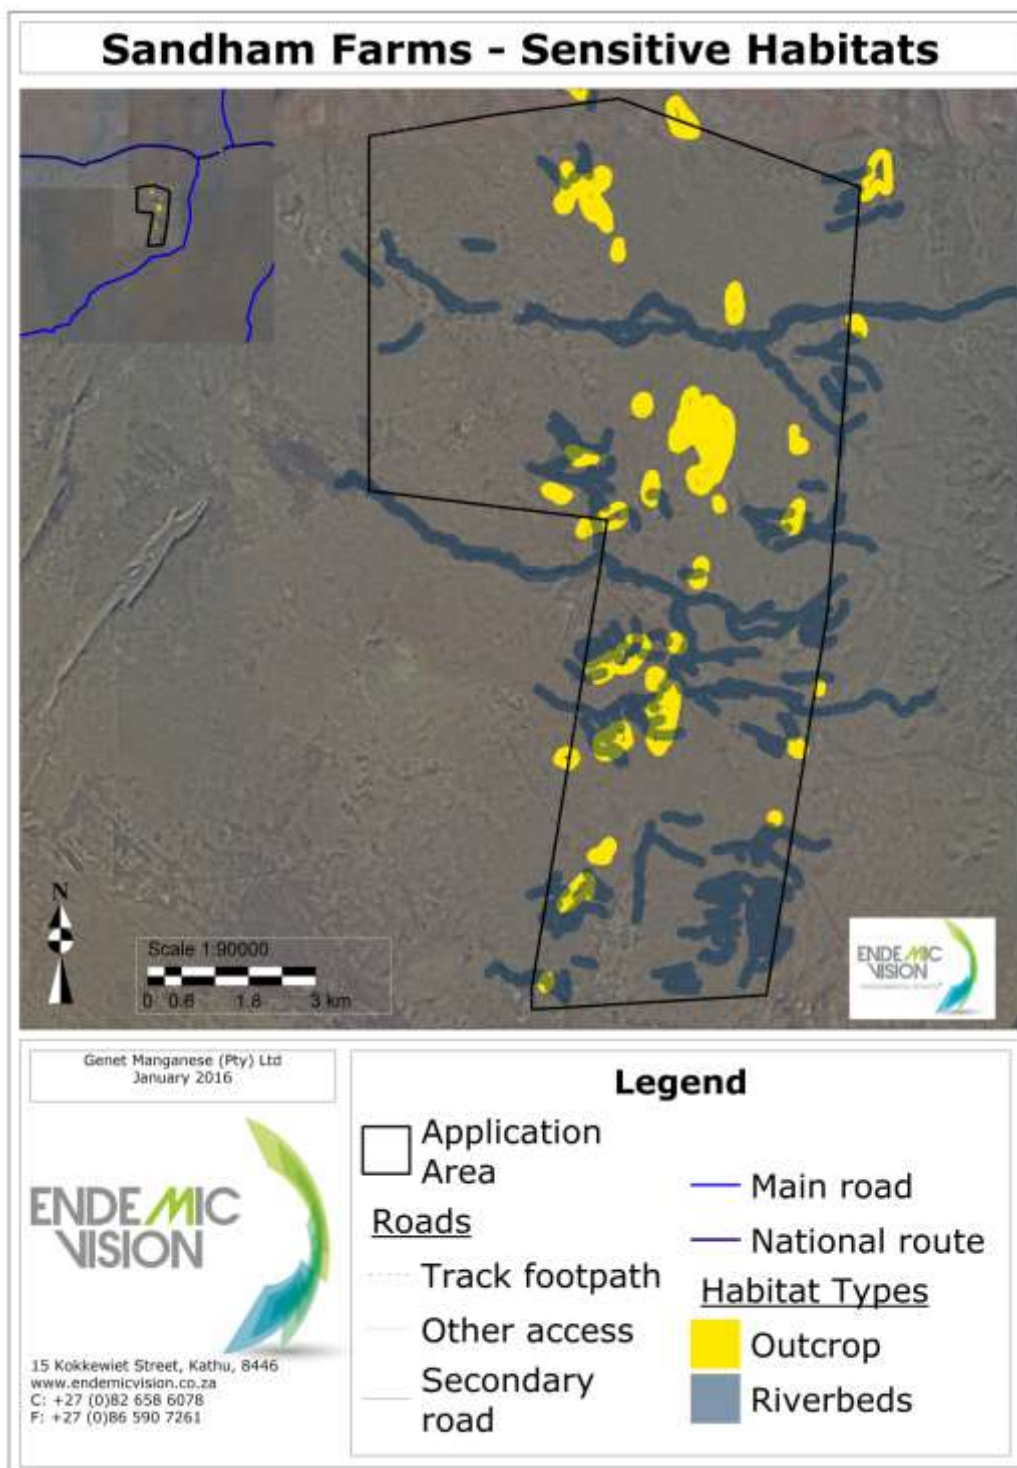 Sandham Farms - Sensitive Habitats
N
Scale 1:90000
0 0.6 1.8 3 km
ENDEMIC
VISION
Genet Manganese (Pty) Ltd
January 2016
ENDEMIC
VISION
15 Kokkewiet Street, Kathu, 8446
www.endemicvision.co.za
C: +27 (0)82 658 6078
F: +27 (0)86 590 7261
Legend
Application
Area
Roads
Track footpath
Other access
Secondary
road
Main road
National route
Habitat Types
Outcrop
Riverbeds